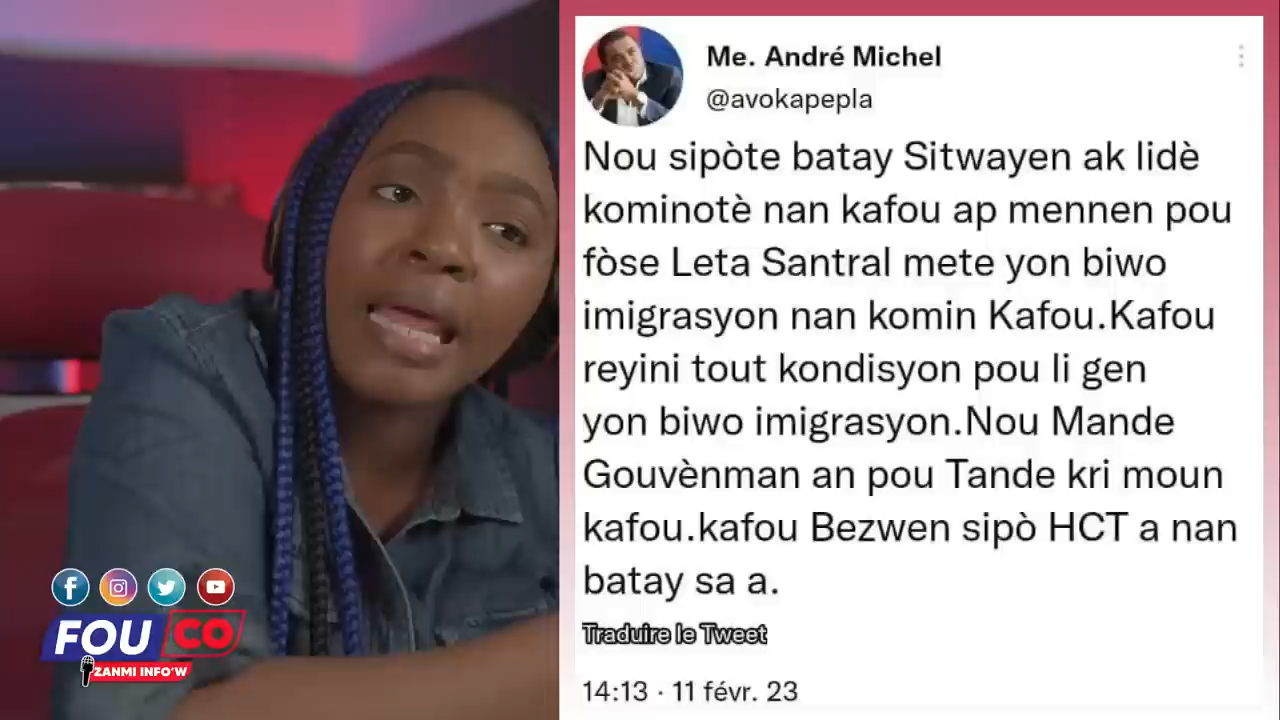 Me. André Michel
@avokapepla
Nou sipòte batay Sitwayen ak lidè
kominotè nan kafou ap mennen pou
fòse Leta Santral mete yon biwo
imigrasyon nan komin Kafou.Kafou
reyini tout kondisyon pou li gen
yon biwo imigrasyon.Nou Mande
Gouvènman an pou Tande kri moun
kafou.kafou Bezwen sipò HCT a nan
batay sa a.
Traduire le Tweet
14:13 · 11 févr. 23
FOU CO
ZANMI INFO'W